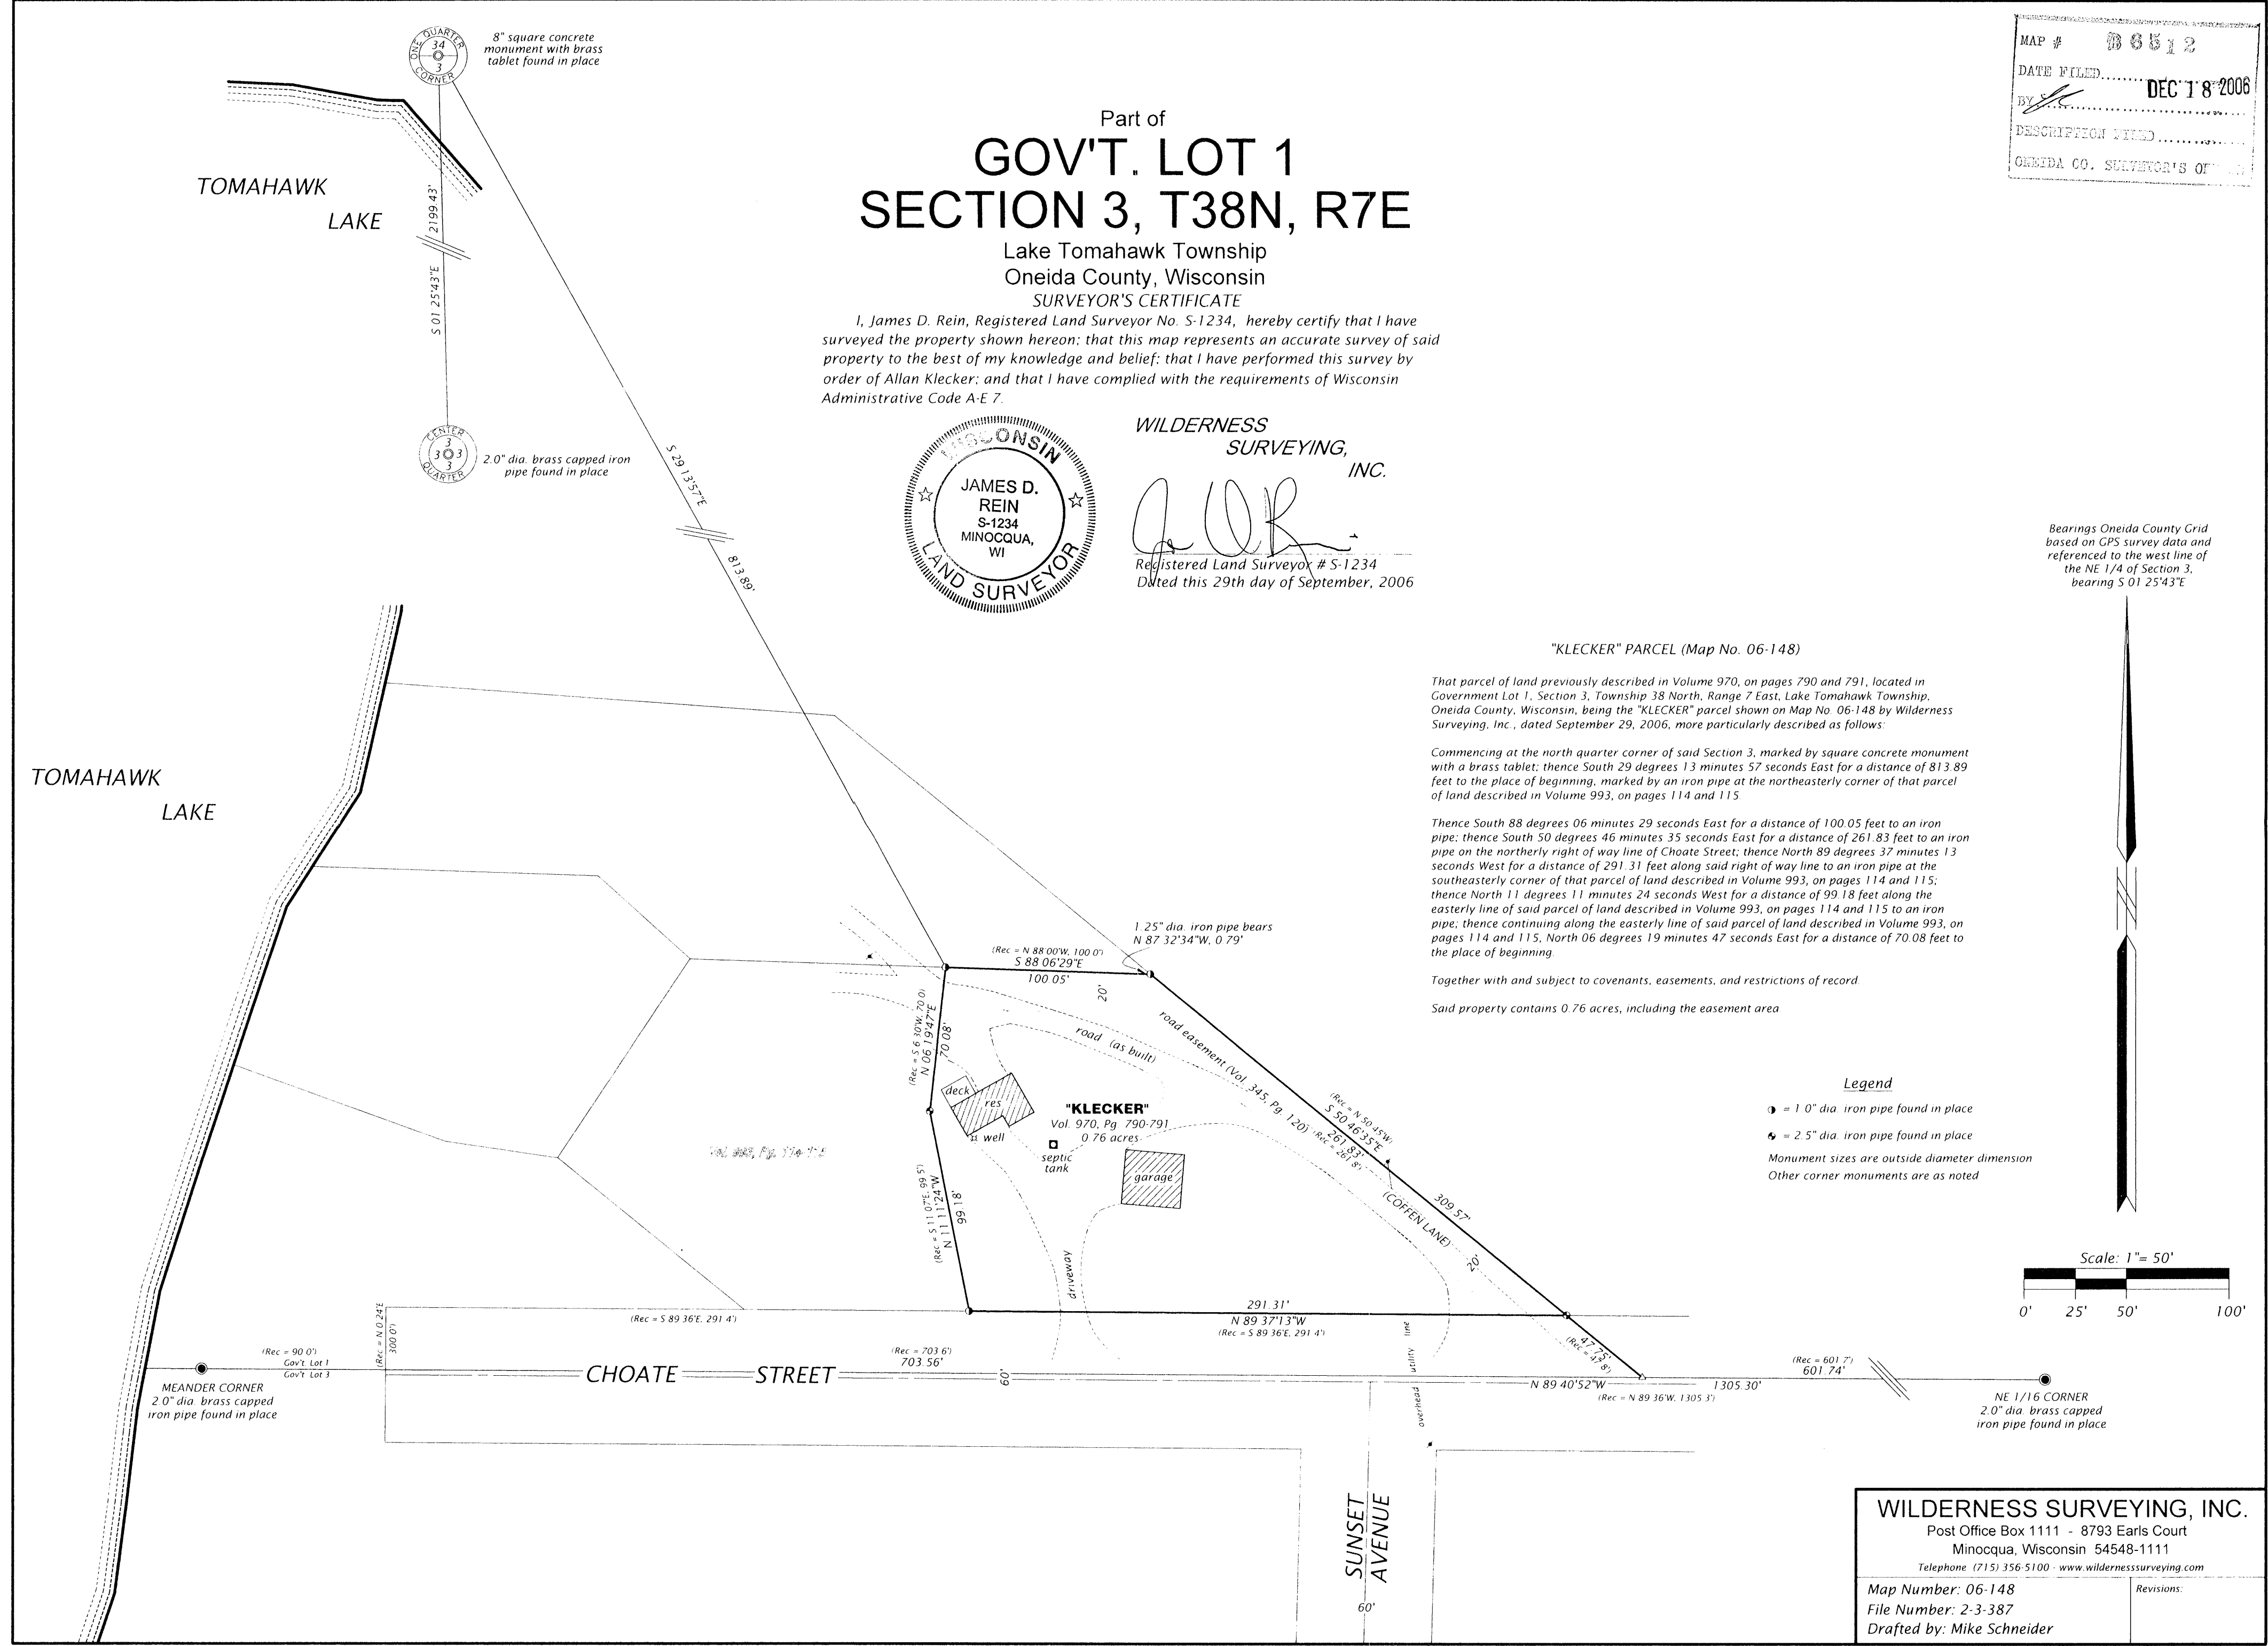 ONE QUARTER
34
3
CORNER
8" square concrete
monument with brass
tablet found in place
MAP # B6512
DATE FILED
DEC 18 2006
BY
DESCRIPTION FILED
ONEIDA CO. SURVEYOR'S
Part of
GOV'T. LOT 1
SECTION 3, T38N, R7E
Lake Tomahawk Township
Oneida County, Wisconsin
SURVEYOR'S CERTIFICATE
I, James D. Rein, Registered Land Surveyor No. S-1234, hereby certify that I have
surveyed the property shown hereon; that this map represents an accurate survey of said
property to the best of my knowledge and belief; that I have performed this survey by
order of Allan Klecker; and that I have complied with the requirements of Wisconsin
Administrative Code A-E 7.
WISCONSIN
JAMES D.
REIN
S-1234
MINOCQUA,
WI
LAND SURVEYOR
WILDERNESS
SURVEYING,
INC.
Registered Land Surveyor # S-1234
Dated this 29th day of September, 2006
TOMAHAWK
LAKE
2199.43'
S 01 25'43"E
CENTER
3
3 3
3
QUARTER
2.0" dia. brass capped iron
pipe found in place
S 29 13'57"E
813.89'
Bearings Oneida County Grid
based on GPS survey data and
referenced to the west line of
the NE 1/4 of Section 3,
bearing S 01 25'43"E
TOMAHAWK
LAKE
"KLECKER" PARCEL (Map No. 06-148)
That parcel of land previously described in Volume 970, on pages 790 and 791, located in
Government Lot 1, Section 3, Township 38 North, Range 7 East, Lake Tomahawk Township,
Oneida County, Wisconsin, being the "KLECKER" parcel shown on Map No. 06-148 by Wilderness
Surveying, Inc., dated September 29, 2006, more particularly described as follows:
Commencing at the north quarter corner of said Section 3, marked by square concrete monument
with a brass tablet; thence South 29 degrees 13 minutes 57 seconds East for a distance of 813.89
feet to the place of beginning, marked by an iron pipe at the northeasterly corner of that parcel
of land described in Volume 993, on pages 114 and 115.
Thence South 88 degrees 06 minutes 29 seconds East for a distance of 100.05 feet to an iron
pipe; thence South 50 degrees 46 minutes 35 seconds East for a distance of 261.83 feet to an iron
pipe on the northerly right of way line of Choate Street; thence North 89 degrees 37 minutes 13
seconds West for a distance of 291.31 feet along said right of way line to an iron pipe at the
southeasterly corner of that parcel of land described in Volume 993, on pages 114 and 115;
thence North 11 degrees 11 minutes 24 seconds West for a distance of 99.18 feet along the
easterly line of said parcel of land described in Volume 993, on pages 114 and 115 to an iron
pipe; thence continuing along the easterly line of said parcel of land described in Volume 993, on
pages 114 and 115, North 06 degrees 19 minutes 47 seconds East for a distance of 70.08 feet to
the place of beginning.
Together with and subject to covenants, easements, and restrictions of record.
Said property contains 0.76 acres, including the easement area.
1.25" dia. iron pipe bears
N 87 32'34"W, 0.79'
(Rec = N 88 00'W, 100.0')
S 88 06'29"E
100.05'
20'
(Rec = S 6 30'W, 70.0)
N 06 19'47"E
70.08'
road (as built)
road easement (Vol. 345, Pg. 120)
deck
res
well
septic
tank
"KLECKER"
Vol. 970, Pg. 790-791
0.76 acres
garage
(Rec = N 50 45'W)
S 50 46'35"E
261.83'
(Rec = 261.8')
309.57'
(COFFEN LANE)
20'
Vol. 993, Pg. 114-115
(Rec = S 11 07'E, 99.5')
N 11 11'24"W
99.18'
driveway
291.31'
N 89 37'13"W
(Rec = S 89 36'E, 291.4')
(Rec = S 89 36'E, 291.4')
(Rec = N 0 24'E
300.0')
47.75'
(Rec = 47.8')
overhead utility line
Legend
= 1.0" dia. iron pipe found in place
= 2.5" dia. iron pipe found in place
Monument sizes are outside diameter dimension
Other corner monuments are as noted
Scale: 1"= 50'
0' 25' 50' 100'
(Rec = 90.0')
Gov't. Lot 1
Gov't. Lot 3
MEANDER CORNER
2.0" dia. brass capped
iron pipe found in place
CHOATE STREET
(Rec = 703.6')
703.56'
60'
N 89 40'52"W
1305.30'
(Rec = N 89 36'W, 1305.3')
(Rec = 601.7')
601.74'
NE 1/16 CORNER
2.0" dia. brass capped
iron pipe found in place
SUNSET
AVENUE
60'
WILDERNESS SURVEYING, INC.
Post Office Box 1111 - 8793 Earls Court
Minocqua, Wisconsin 54548-1111
Telephone (715) 356-5100 · www.wildernesssurveying.com
Map Number: 06-148
File Number: 2-3-387
Drafted by: Mike Schneider
Revisions: